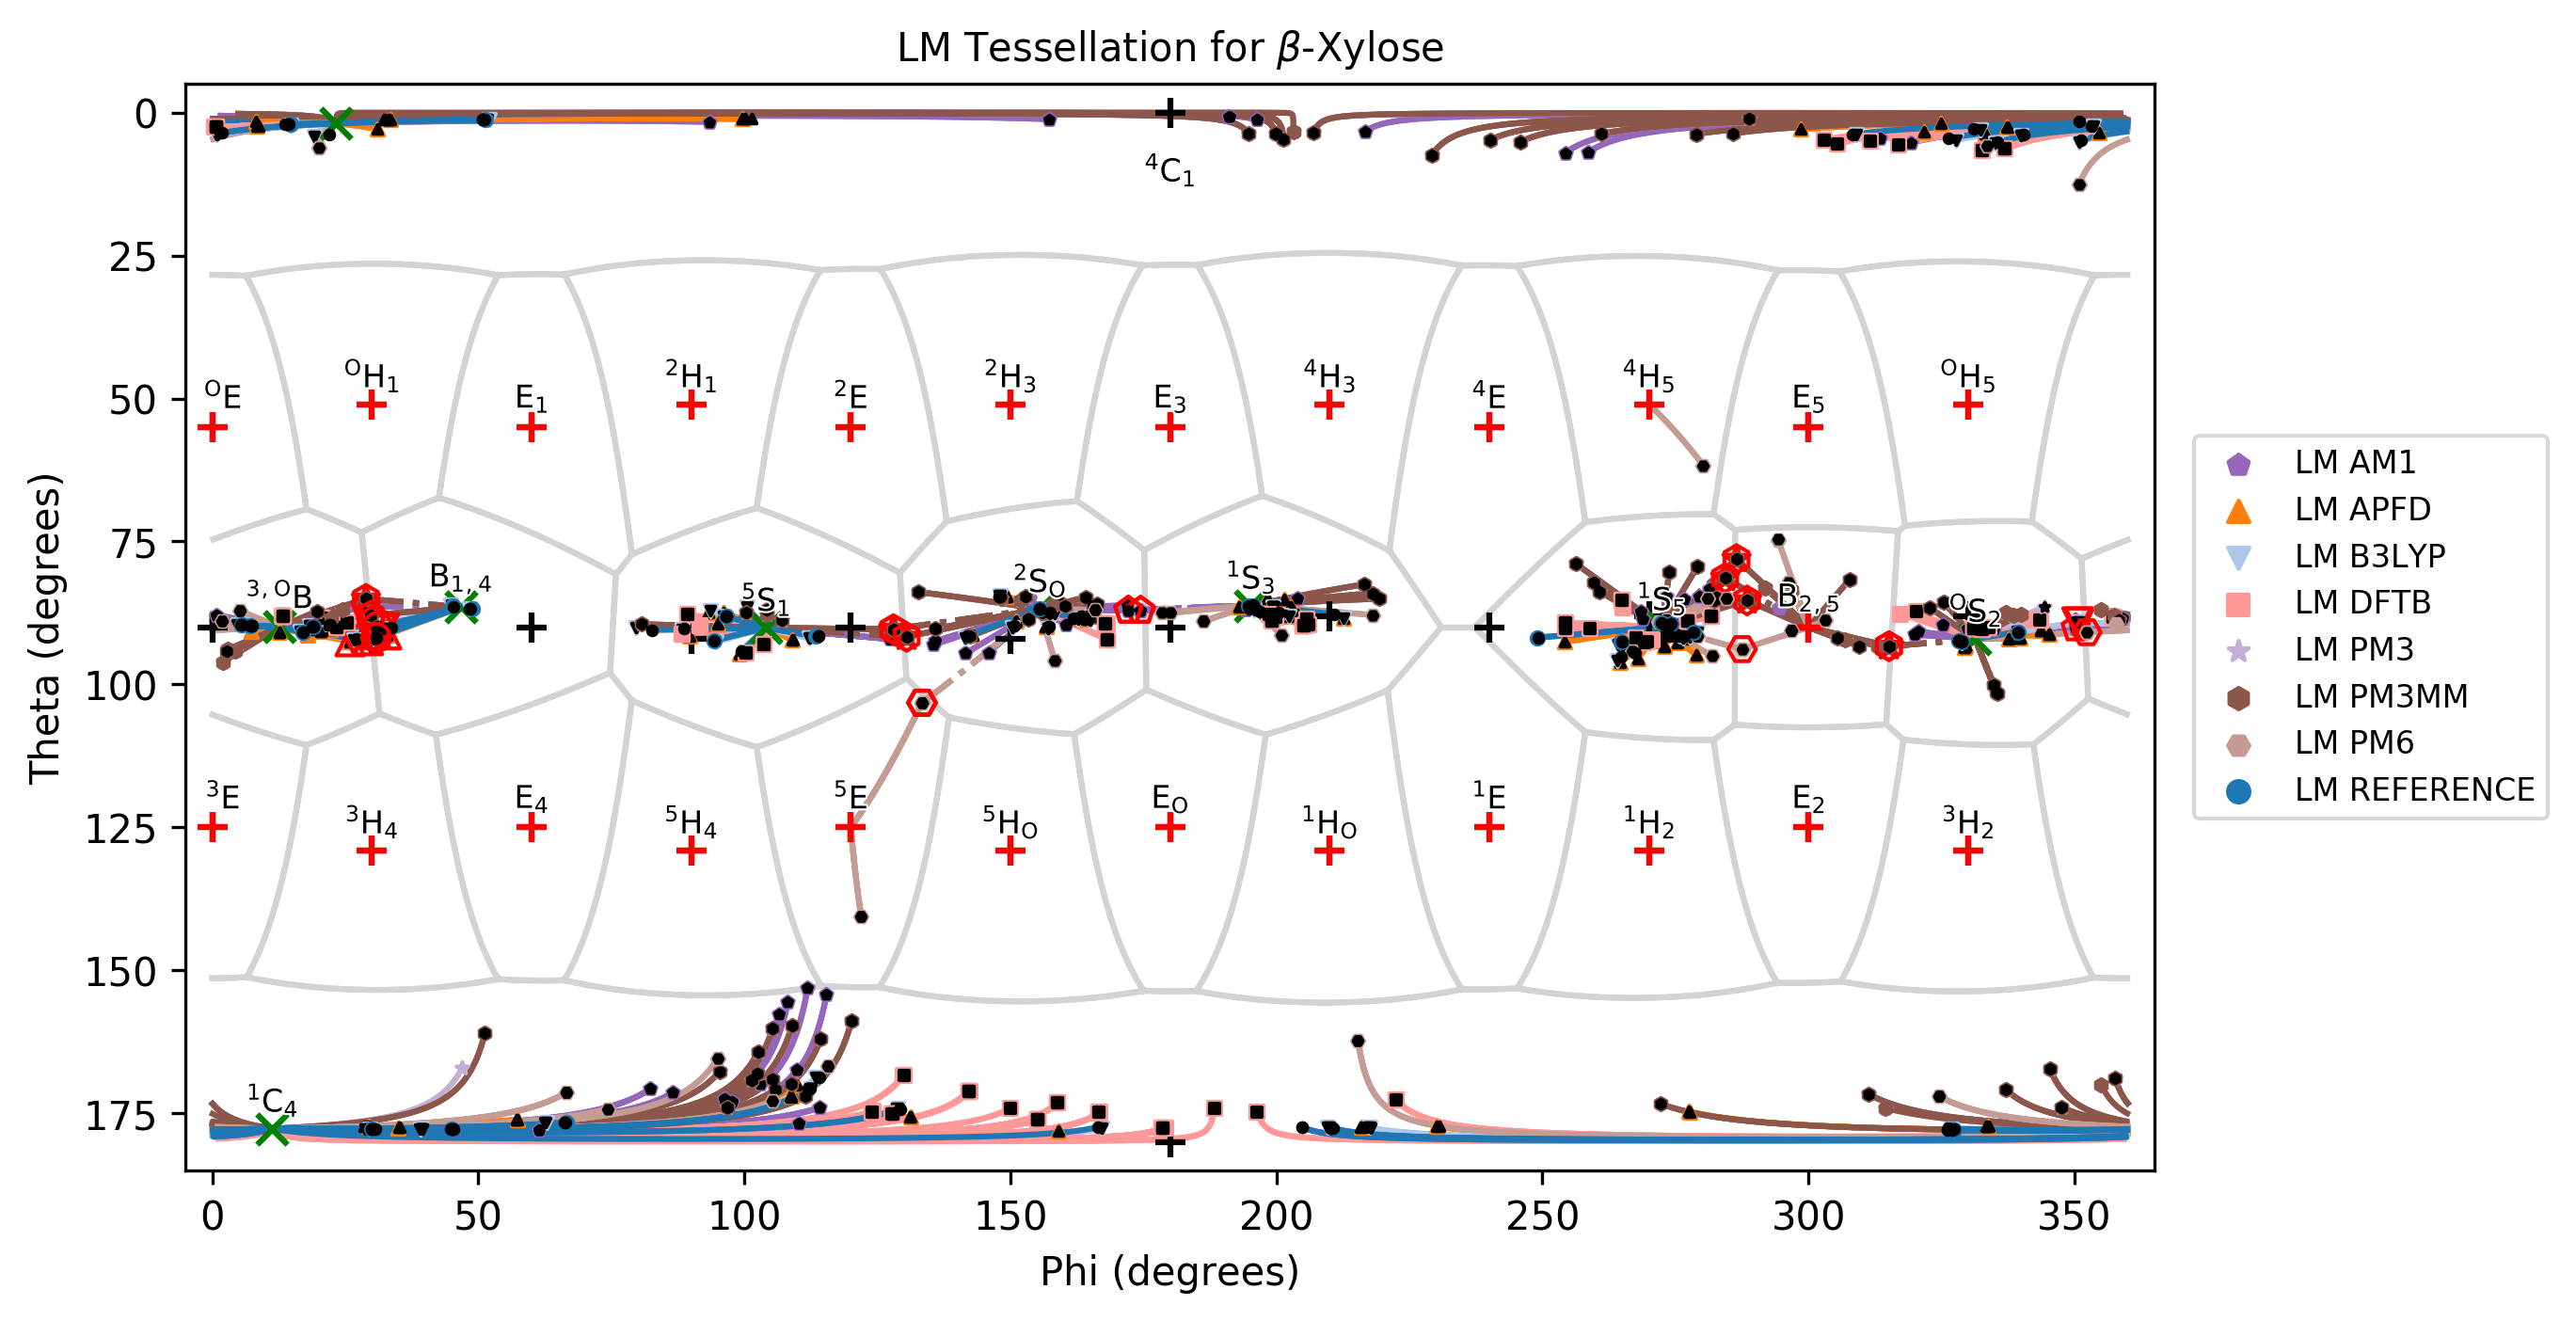 LM Tessellation for β-Xylose
0
25
50
75
100
125
150
175
Theta (degrees)
⁴C₁
ᴼE
ᴼH₁
E₁
²H₁
²E
²H₃
E₃
⁴H₃
⁴E
⁴H₅
E₅
ᴼH₅
³,ᴼB
B₁,₄
⁵S₁
²Sₒ
¹S₃
¹S₅
B₂,₅
ᴼS₂
³E
³H₄
E₄
⁵H₄
⁵E
⁵Hₒ
Eₒ
¹Hₒ
¹E
¹H₂
E₂
³H₂
¹C₄
0 50 100 150 200 250 300 350
Phi (degrees)
LM AM1
LM APFD
LM B3LYP
LM DFTB
LM PM3
LM PM3MM
LM PM6
LM REFERENCE